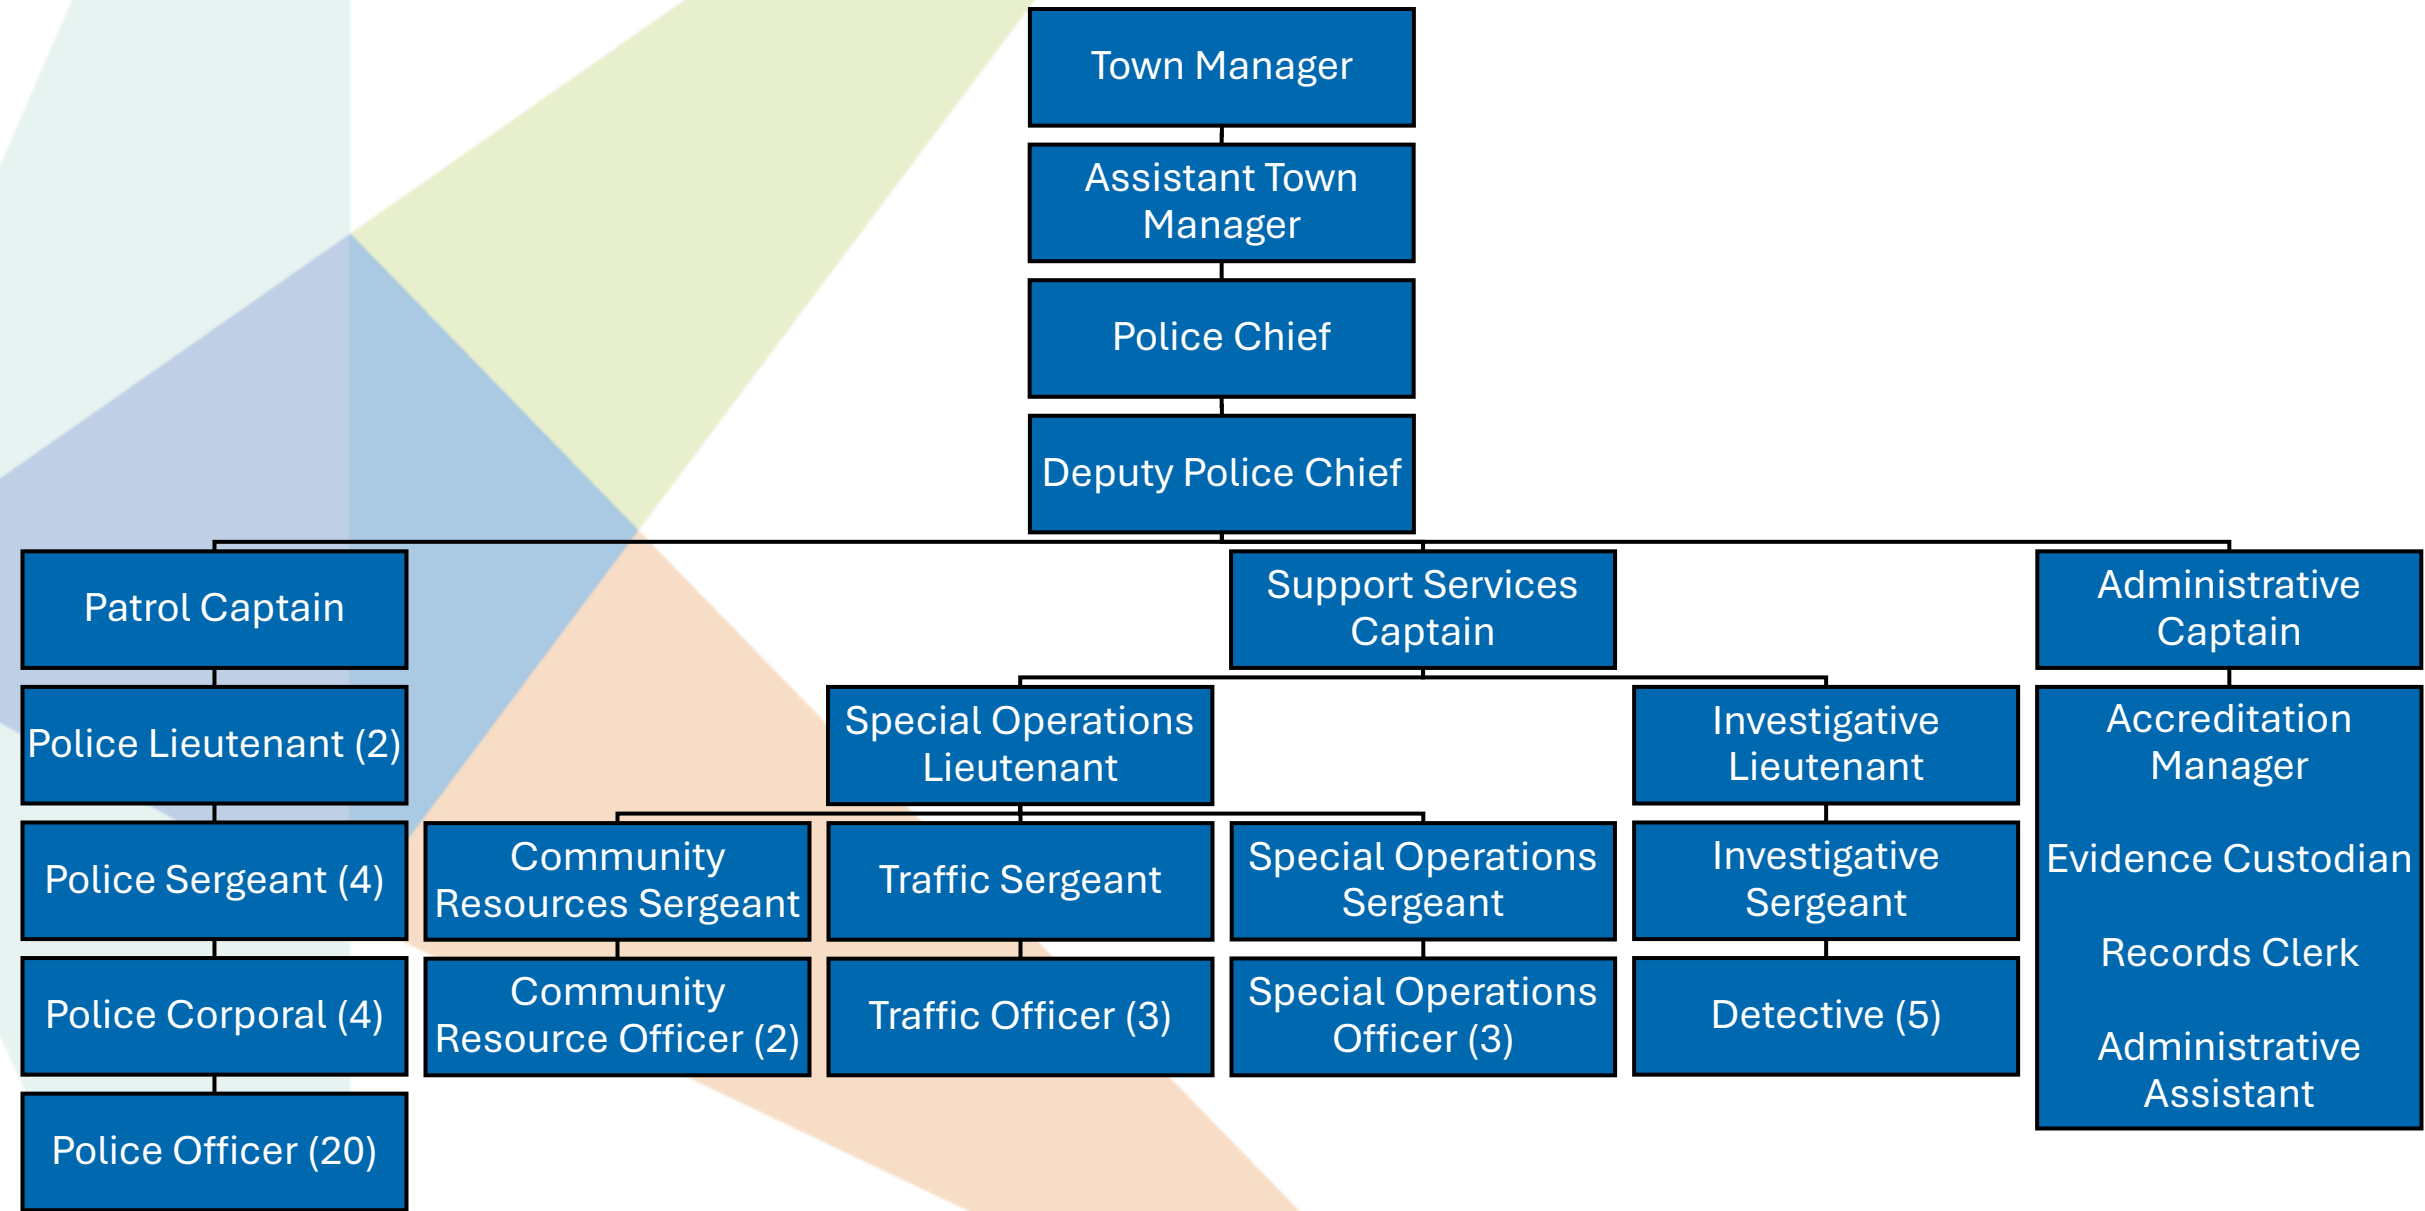 Town Manager
Assistant Town
Manager
Police Chief
Deputy Police Chief
Patrol Captain
Support Services
Captain
Administrative
Captain
Police Lieutenant (2)
Special Operations
Lieutenant
Investigative
Lieutenant
Accreditation
Manager
Evidence Custodian
Records Clerk
Administrative
Assistant
Police Sergeant (4)
Community
Resources Sergeant
Traffic Sergeant
Special Operations
Sergeant
Investigative
Sergeant
Police Corporal (4)
Community
Resource Officer (2)
Traffic Officer (3)
Special Operations
Officer (3)
Detective (5)
Police Officer (20)